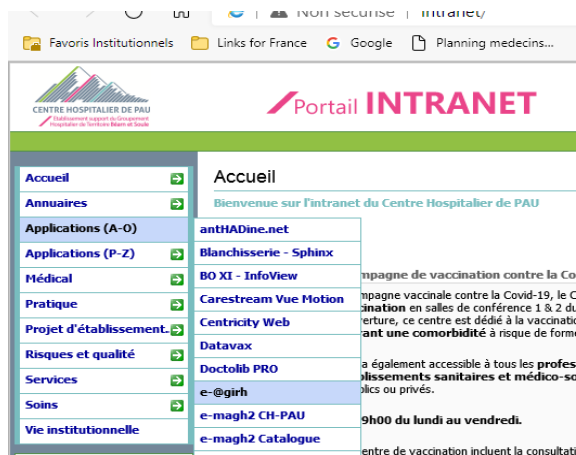 Non sécurisé | intranet/
Favoris Institutionnels
Links for France
Google
Planning medecins...
CENTRE HOSPITALIER DE PAU
Etablissement support du Groupement
Hospitalier de Territoire Béarn et Soule
Portail INTRANET
Accueil
Annuaires
Applications (A-O)
Applications (P-Z)
Médical
Pratique
Projet d'établissement.
Risques et qualité
Services
Soins
Vie institutionnelle
Accueil
Bienvenue sur l'intranet du Centre Hospitalier de PAU
antHADine.net
Blanchisserie - Sphinx
BO XI - InfoView
Carestream Vue Motion
Centricity Web
Datavax
Doctolib PRO
e-@girh
e-magh2 CH-PAU
e-magh2 Catalogue
mpagne de vaccination contre la Co
mpagne vaccinale contre la Covid-19, le C
cination en salles de conférence 1 & 2 du
erture, ce centre est dédié à la vaccinatio
rant une comorbidité à risque de forme
a également accessible à tous les profes
blissements sanitaires et médico-so
blics ou privés.
9h00 du lundi au vendredi.
entre de vaccination incluent la consultati